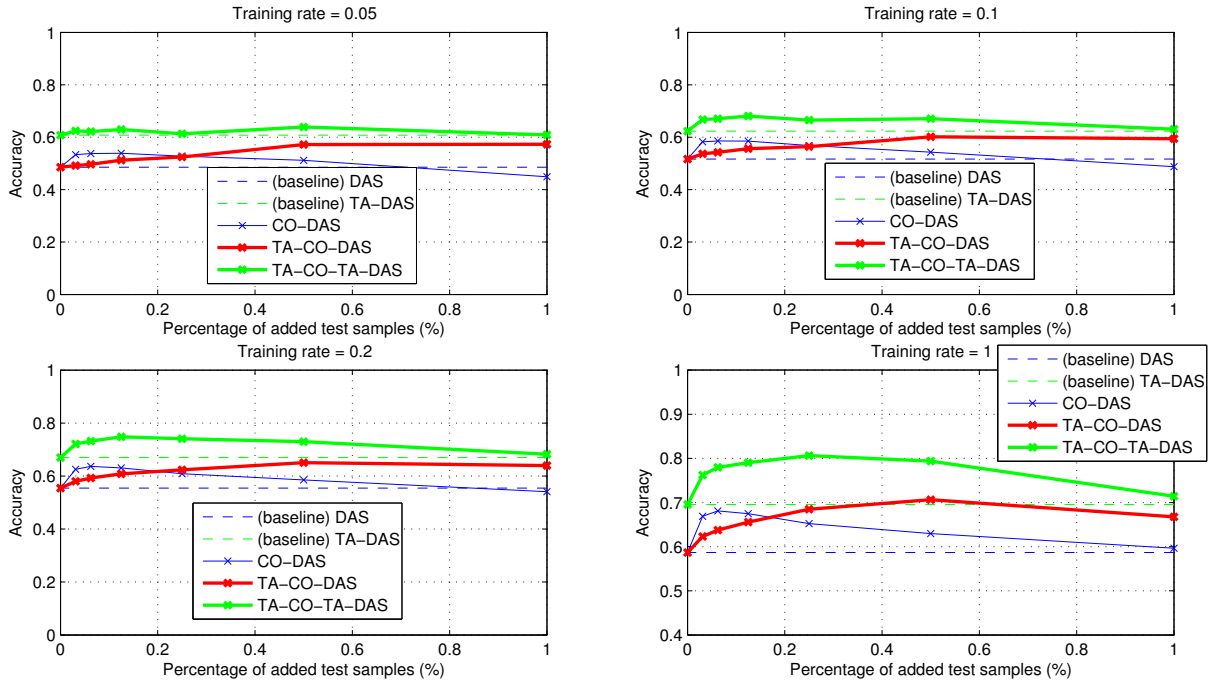 Training rate = 0.05
1
0.8
0.6
0.4
0.2
0
Accuracy
(baseline) DAS
(baseline) TA−DAS
CO−DAS
TA−CO−DAS
TA−CO−TA−DAS
0 0.2 0.4 0.6 0.8 1
Percentage of added test samples (%)
Training rate = 0.1
1
0.8
0.6
0.4
0.2
0
Accuracy
(baseline) DAS
(baseline) TA−DAS
CO−DAS
TA−CO−DAS
TA−CO−TA−DAS
0 0.2 0.4 0.6 0.8 1
Percentage of added test samples (%)
Training rate = 0.2
1
0.8
0.6
0.4
0.2
0
Accuracy
(baseline) DAS
(baseline) TA−DAS
CO−DAS
TA−CO−DAS
TA−CO−TA−DAS
0 0.2 0.4 0.6 0.8 1
Percentage of added test samples (%)
Training rate = 1
1
0.9
0.8
0.7
0.6
0.5
0.4
Accuracy
(baseline) DAS
(baseline) TA−DAS
CO−DAS
TA−CO−DAS
TA−CO−TA−DAS
0 0.2 0.4 0.6 0.8 1
Percentage of added test samples (%)